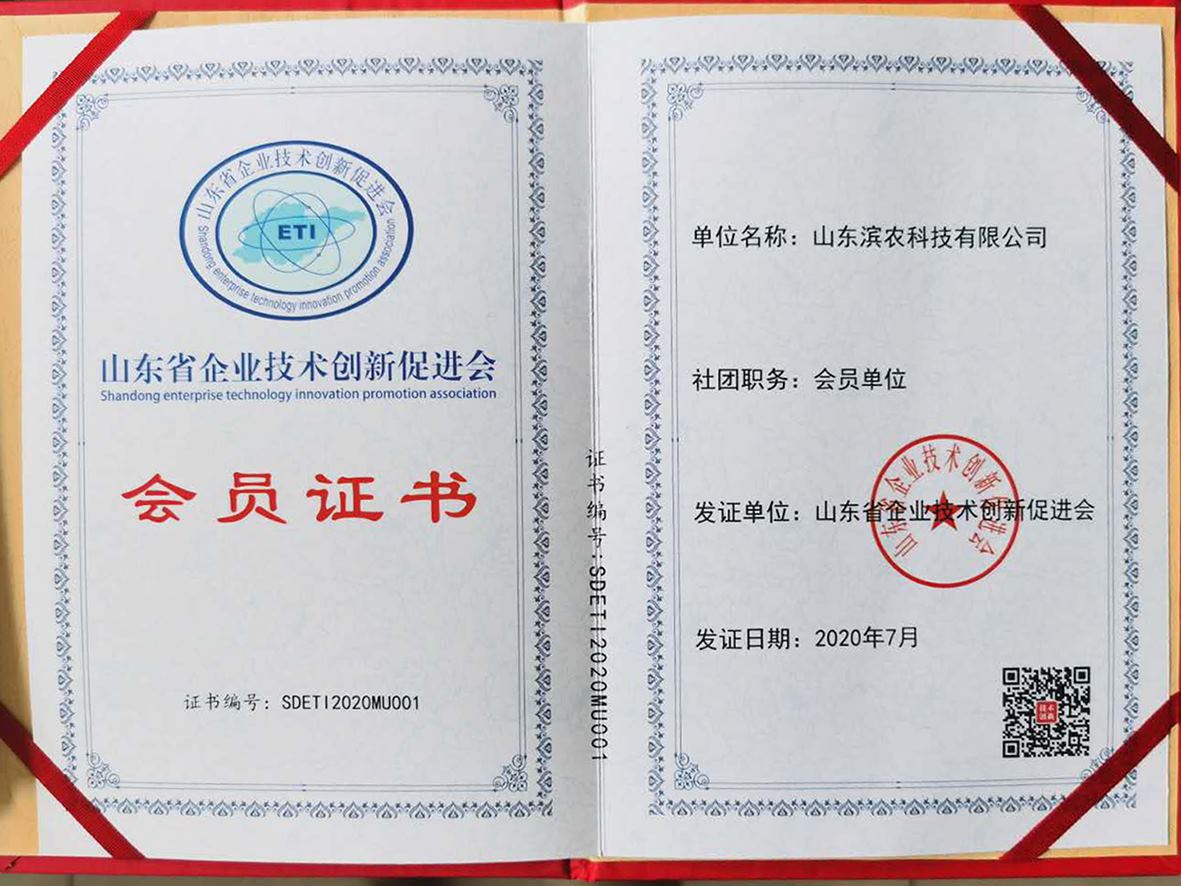 山东省企业技术创新促进会
Shandong enterprise technology innovation promotion association
ETI
山东省企业技术创新促进会
Shandong enterprise technology innovation promotion association
会员证书
证书编号：SDETI2020MU001
证书编号：SDETI2020MU001
单位名称：山东滨农科技有限公司
社团职务：会员单位
发证单位：山东省企业技术创新促进会
山东省企业技术创新促进会
发证日期：2020年7月
技术
创新